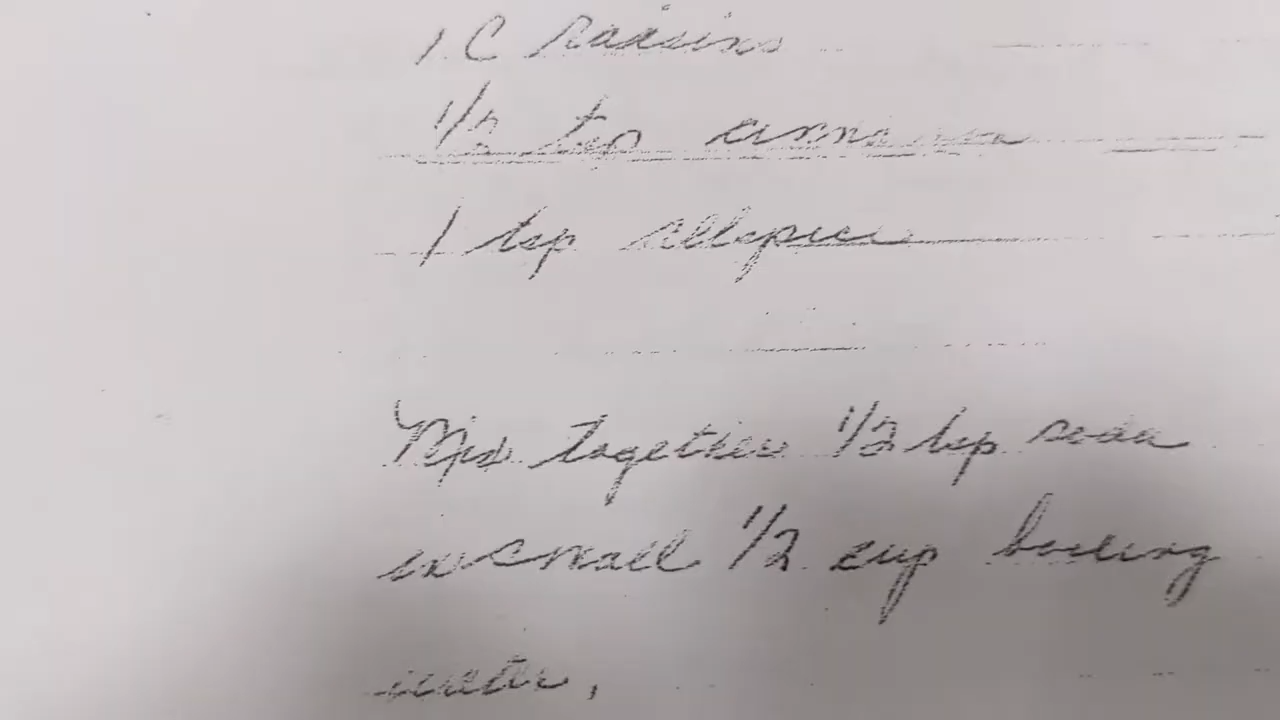 1 C raisins
1/2 tsp cinnamon
1 tsp allspice
Mix together 1/2 tsp soda
in small 1/2 cup boiling
water,